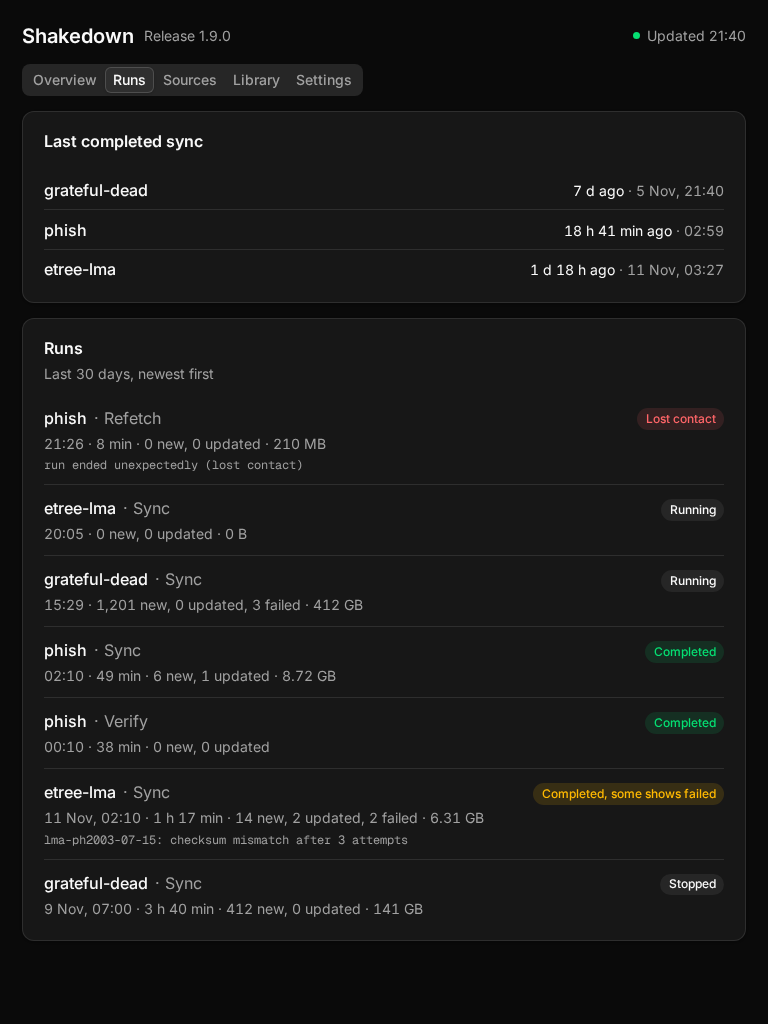 Shakedown Release 1.9.0 Updated 21:40
Overview Runs Sources Library Settings
Last completed sync
grateful-dead 7 d ago · 5 Nov, 21:40
phish 18 h 41 min ago · 02:59
etree-lma 1 d 18 h ago · 11 Nov, 03:27
Runs
Last 30 days, newest first
phish · Refetch Lost contact
21:26 · 8 min · 0 new, 0 updated · 210 MB
run ended unexpectedly (lost contact)
etree-lma · Sync Running
20:05 · 0 new, 0 updated · 0 B
grateful-dead · Sync Running
15:29 · 1,201 new, 0 updated, 3 failed · 412 GB
phish · Sync Completed
02:10 · 49 min · 6 new, 1 updated · 8.72 GB
phish · Verify Completed
00:10 · 38 min · 0 new, 0 updated
etree-lma · Sync Completed, some shows failed
11 Nov, 02:10 · 1 h 17 min · 14 new, 2 updated, 2 failed · 6.31 GB
lma-ph2003-07-15: checksum mismatch after 3 attempts
grateful-dead · Sync Stopped
9 Nov, 07:00 · 3 h 40 min · 412 new, 0 updated · 141 GB